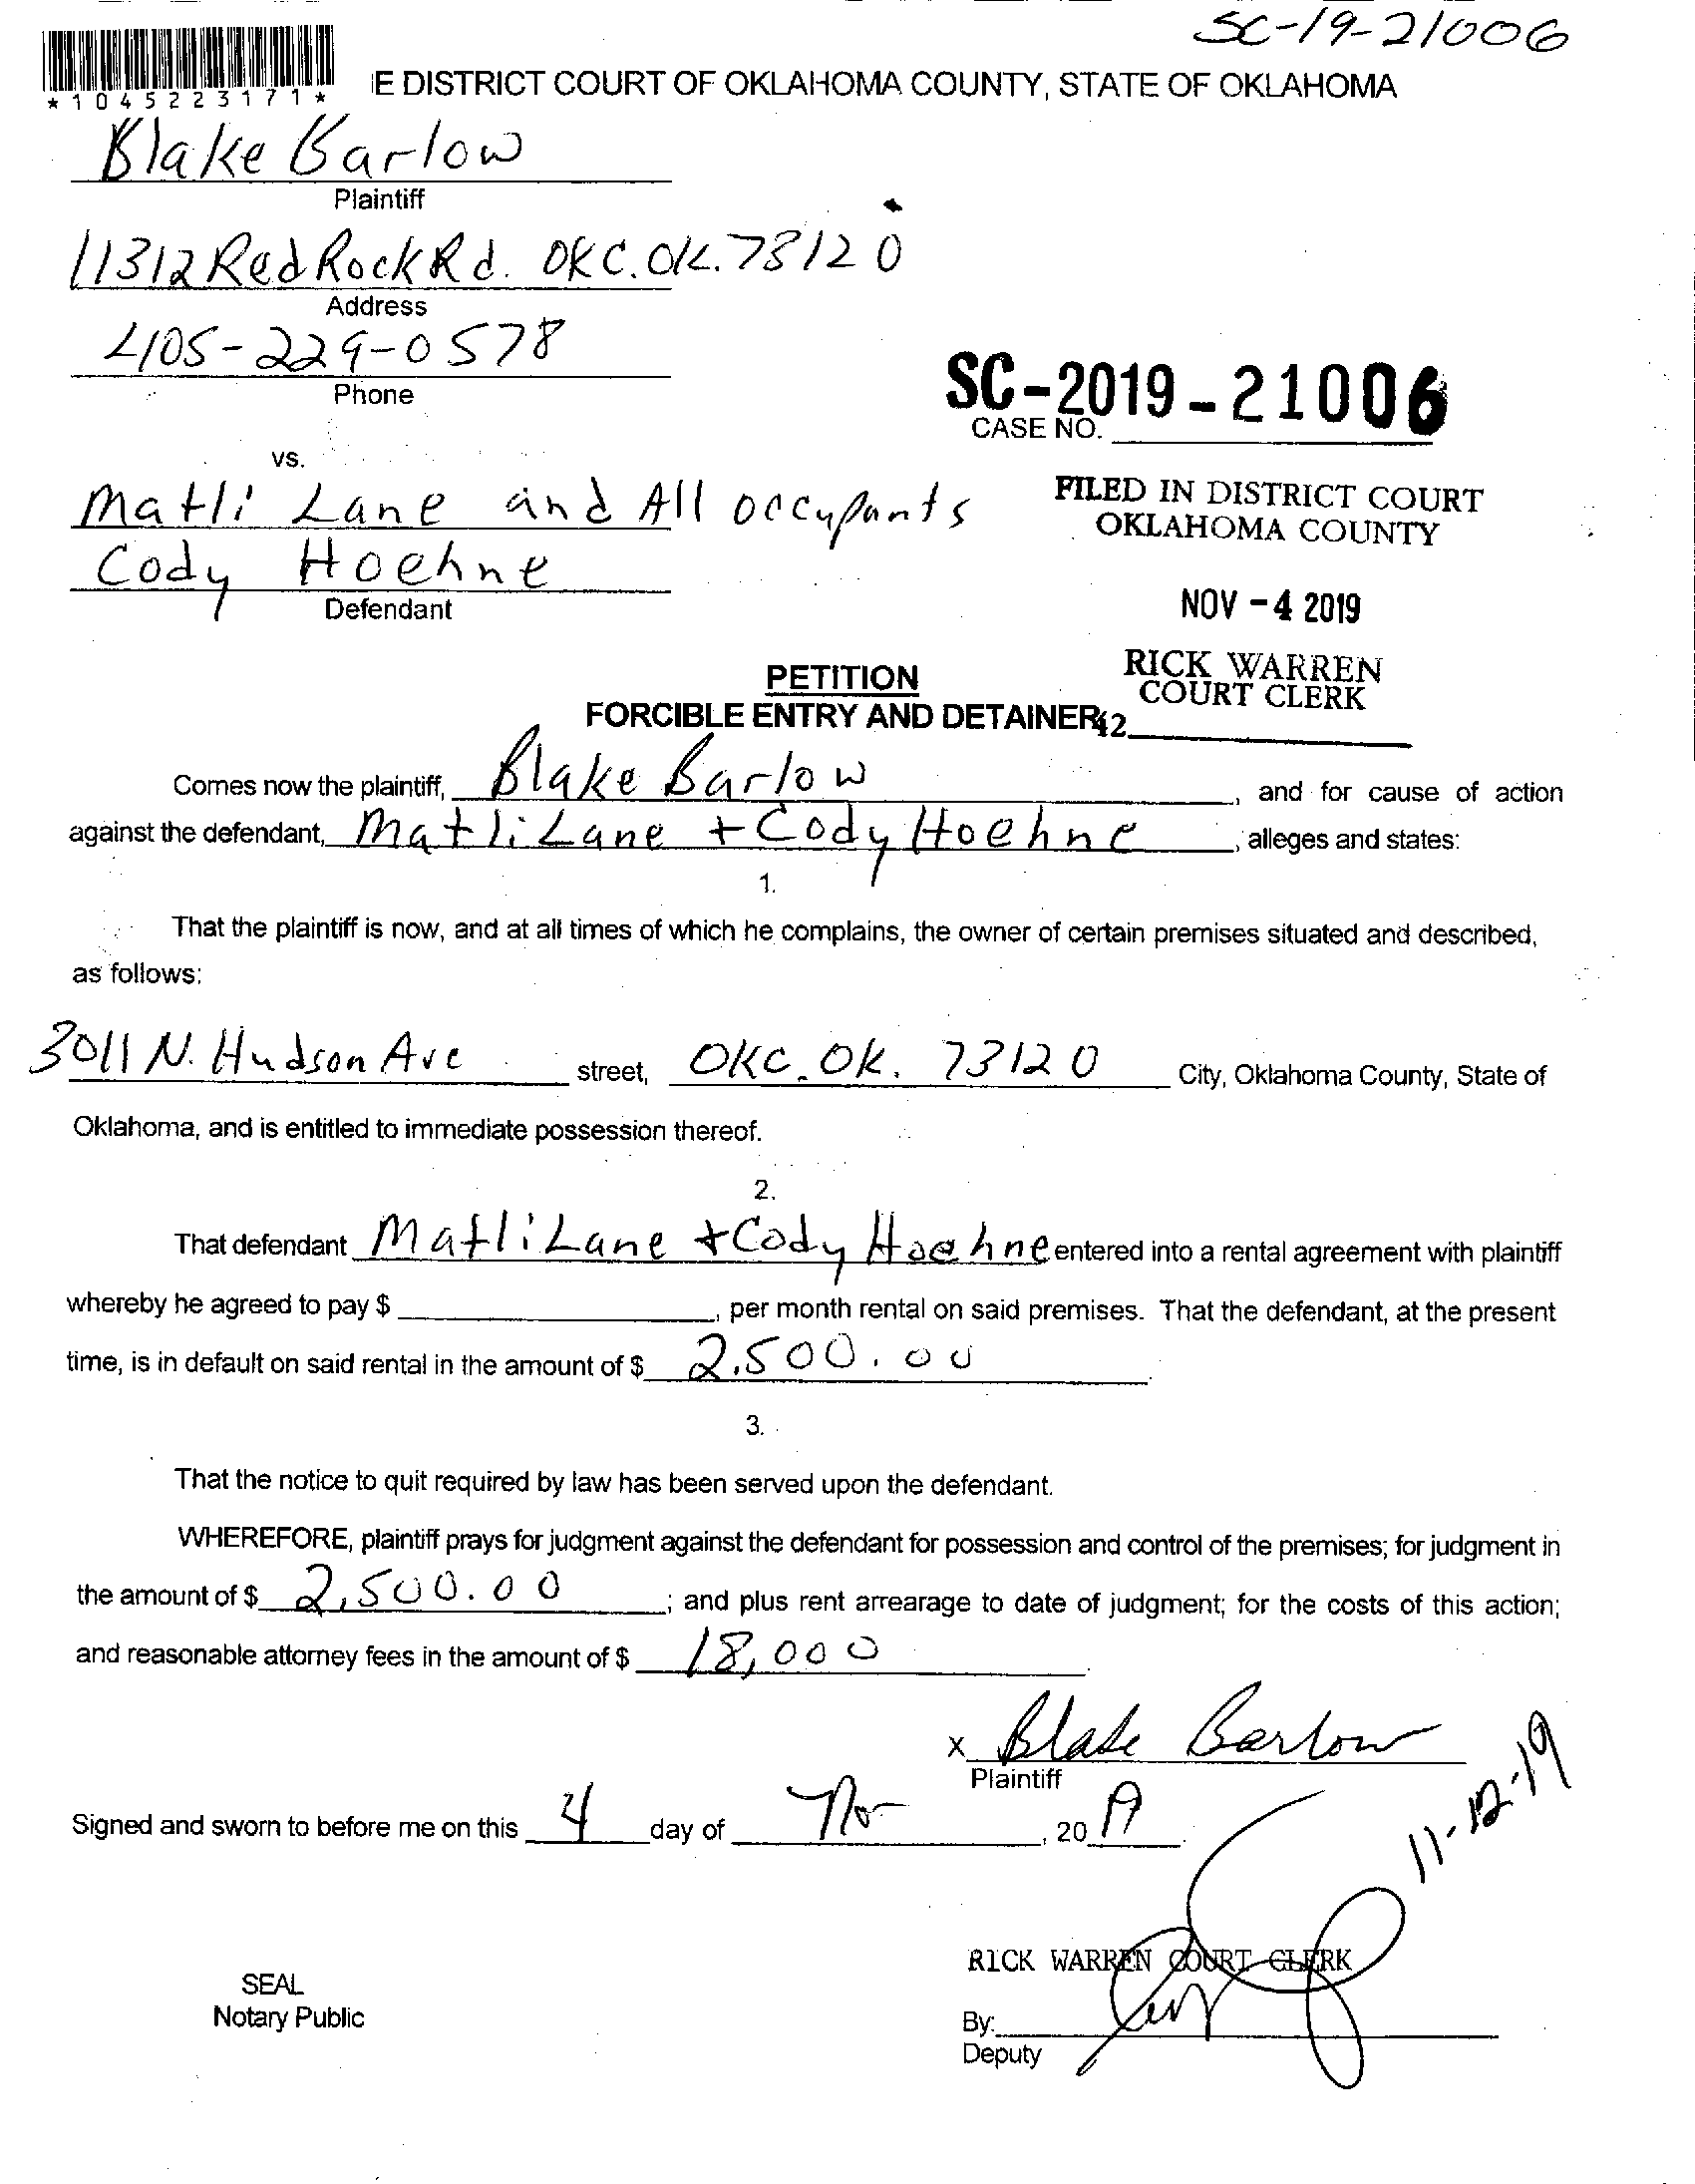 SC-19-21006
*1045223171*
E DISTRICT COURT OF OKLAHOMA COUNTY, STATE OF OKLAHOMA
Blake Barlow
Plaintiff
11312 Red Rock Rd. OKC. OK. 73120
Address
405-229-0578
Phone
SC-2019-21006
CASE NO.
vs.
Matli Lane and All occupants
Cody Hoehne
Defendant
FILED IN DISTRICT COURT
OKLAHOMA COUNTY
NOV -4 2019
RICK WARREN
COURT CLERK
42
PETITION
FORCIBLE ENTRY AND DETAINER
Comes now the plaintiff, Blake Barlow, and for cause of action
against the defendant, Matli Lane + Cody Hoehne, alleges and states:
1.
That the plaintiff is now, and at all times of which he complains, the owner of certain premises situated and described,
as follows:
3011 N. Hudson Ave street, OKC. OK. 73120 City, Oklahoma County, State of
Oklahoma, and is entitled to immediate possession thereof.
2.
That defendant Matli Lane + Cody Hoehne entered into a rental agreement with plaintiff
whereby he agreed to pay $ , per month rental on said premises. That the defendant, at the present
time, is in default on said rental in the amount of $ 2,500.00.
3.
That the notice to quit required by law has been served upon the defendant.
WHEREFORE, plaintiff prays for judgment against the defendant for possession and control of the premises; for judgment in
the amount of $ 2,500.00; and plus rent arrearage to date of judgment; for the costs of this action;
and reasonable attorney fees in the amount of $ 18,000.
X Blake Barlow
Plaintiff
Signed and sworn to before me on this 4 day of Nov, 2019.
11-12-19
RICK WARREN COURT CLERK
SEAL
Notary Public
By:
Deputy